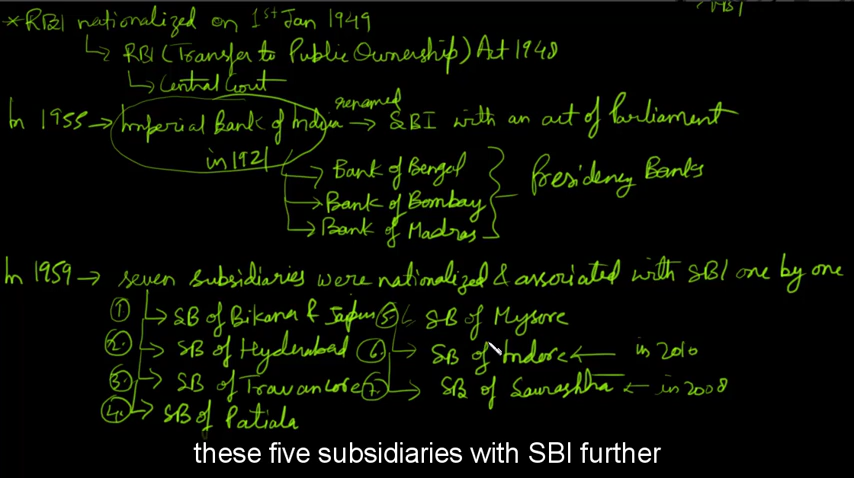 *RBI nationalized on 1st Jan 1949
RBI (Transfer to Public Ownership) Act 1948
Central Govt
In 1955 → Imperial Bank of India renamed → SBI with an act of Parliament
in 1921
Bank of Bengal
Bank of Bombay
Bank of Madras
Presidency Banks
In 1959 → seven subsidiaries were nationalized & associated with SBI one by one
1. SB of Bikaner & Jaipur
2. SB of Hyderabad
3. SB of Travancore
4. SB of Patiala
5. SB of Mysore
6. SB of Indore ← in 2010
7. SB of Saurashtra ← in 2008
these five subsidiaries with SBI further